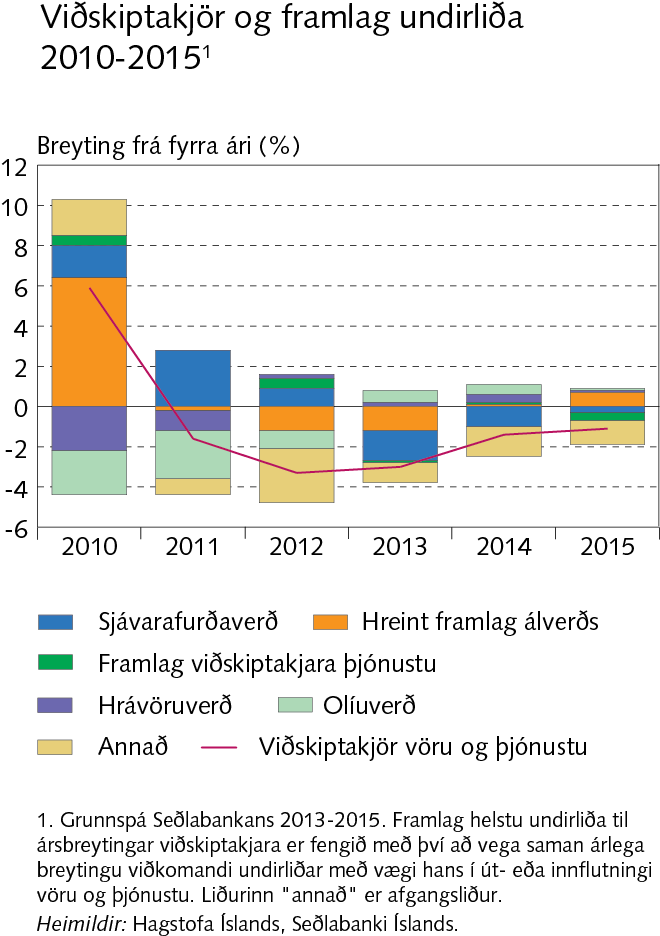 Viðskiptakjör og framlag undirliða
2010-2015¹
Breyting frá fyrra ári (%)
12
10
8
6
4
2
0
-2
-4
-6
2010 2011 2012 2013 2014 2015
Sjávarafurðaverð Hreint framlag álverðs
Framlag viðskiptakjara þjónustu
Hrávöruverð Olíuverð
Annað Viðskiptakjör vöru og þjónustu
1. Grunnspá Seðlabankans 2013-2015. Framlag helstu undirliða til
ársbreytingar viðskiptakjara er fengið með því að vega saman árlega
breytingu viðkomandi undirliðar með vægi hans í út- eða innflutningi
vöru og þjónustu. Liðurinn "annað" er afgangsliður.
Heimildir: Hagstofa Íslands, Seðlabanki Íslands.